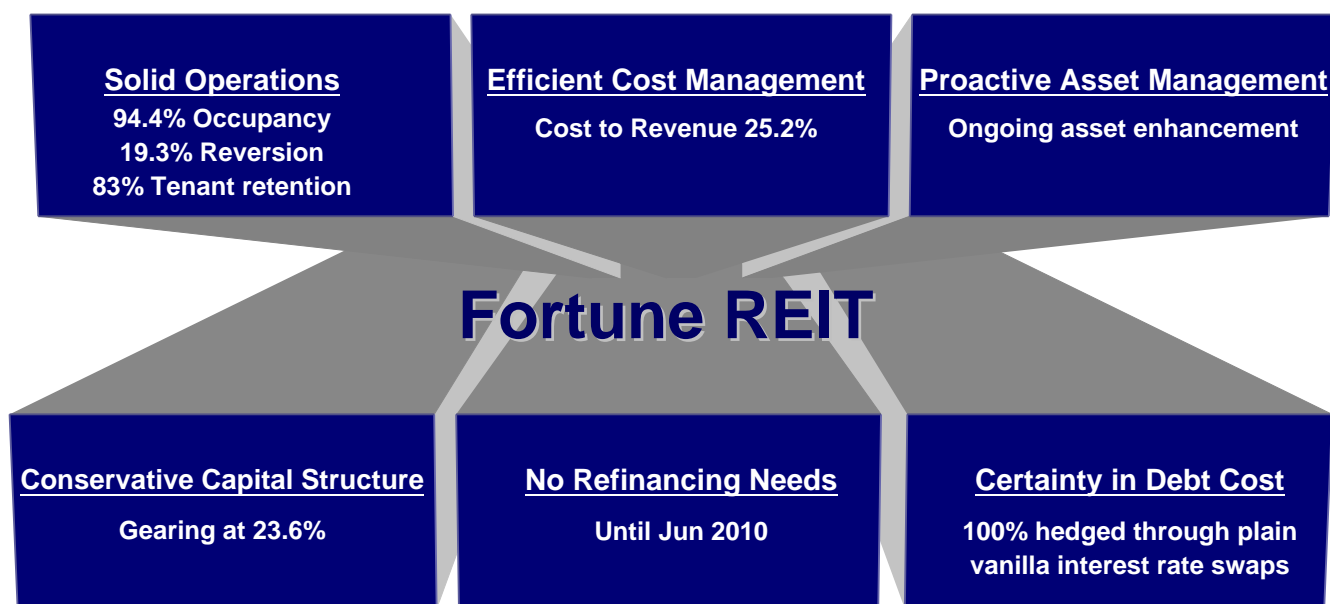 Solid Operations
94.4% Occupancy
19.3% Reversion
83% Tenant retention
Efficient Cost Management
Cost to Revenue 25.2%
Proactive Asset Management
Ongoing asset enhancement
Fortune REIT
Conservative Capital Structure
Gearing at 23.6%
No Refinancing Needs
Until Jun 2010
Certainty in Debt Cost
100% hedged through plain
vanilla interest rate swaps